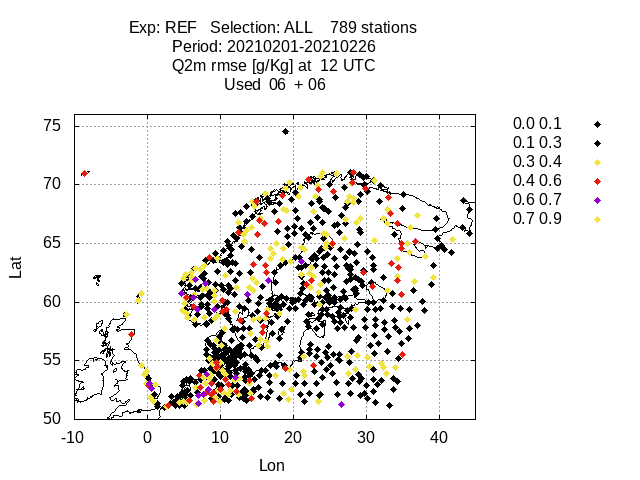 Exp: REF   Selection: ALL    789 stations
Period: 20210201-20210226
Q2m rmse [g/Kg] at  12 UTC
Used  06  + 06
0.0 0.1
0.1 0.3
0.3 0.4
0.4 0.6
0.6 0.7
0.7 0.9
75
70
65
60
55
50
Lat
-10 0 10 20 30 40
Lon